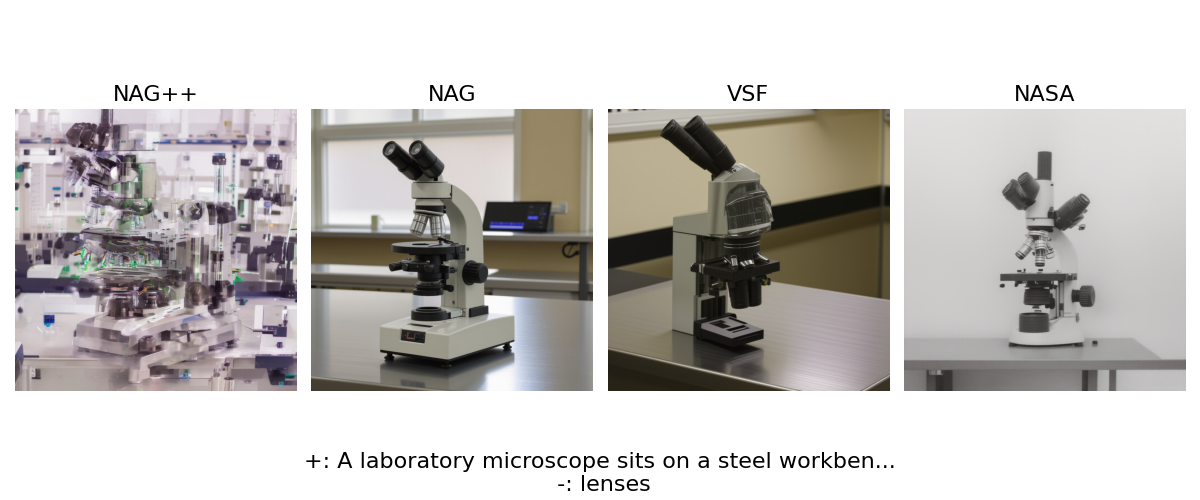 NAG++
NAG
VSF
NASA
+: A laboratory microscope sits on a steel workben...
-: lenses